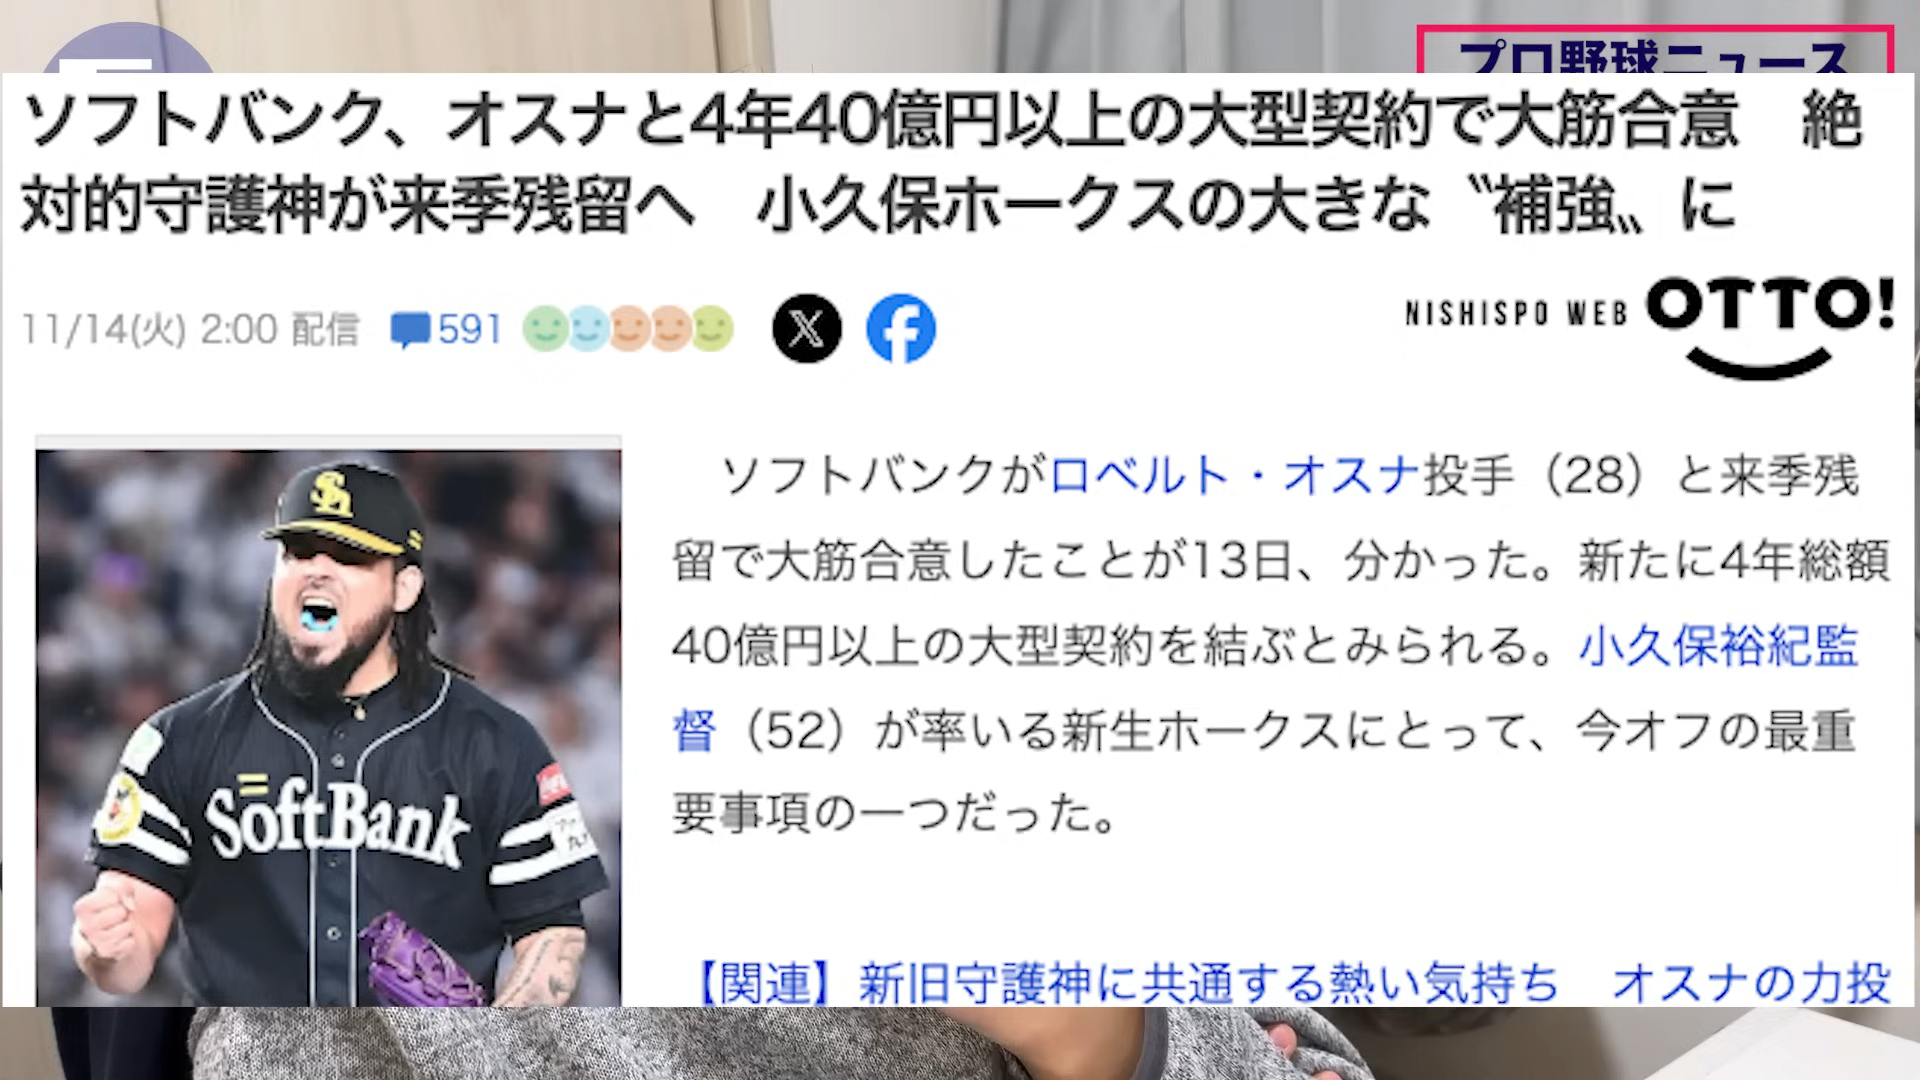 プロ野球ニュース
ソフトバンク、オスナと4年40億円以上の大型契約で大筋合意　絶
対的守護神が来季残留へ　小久保ホークスの大きな〝補強〟に
11/14(火) 2:00 配信
591
NISHISPO WEB OTTO!
ソフトバンクがロベルト・オスナ投手（28）と来季残
留で大筋合意したことが13日、分かった。新たに4年総額
40億円以上の大型契約を結ぶとみられる。小久保裕紀監
督（52）が率いる新生ホークスにとって、今オフの最重
要事項の一つだった。
【関連】新旧守護神に共通する熱い気持ち　オスナの力投
SoftBank